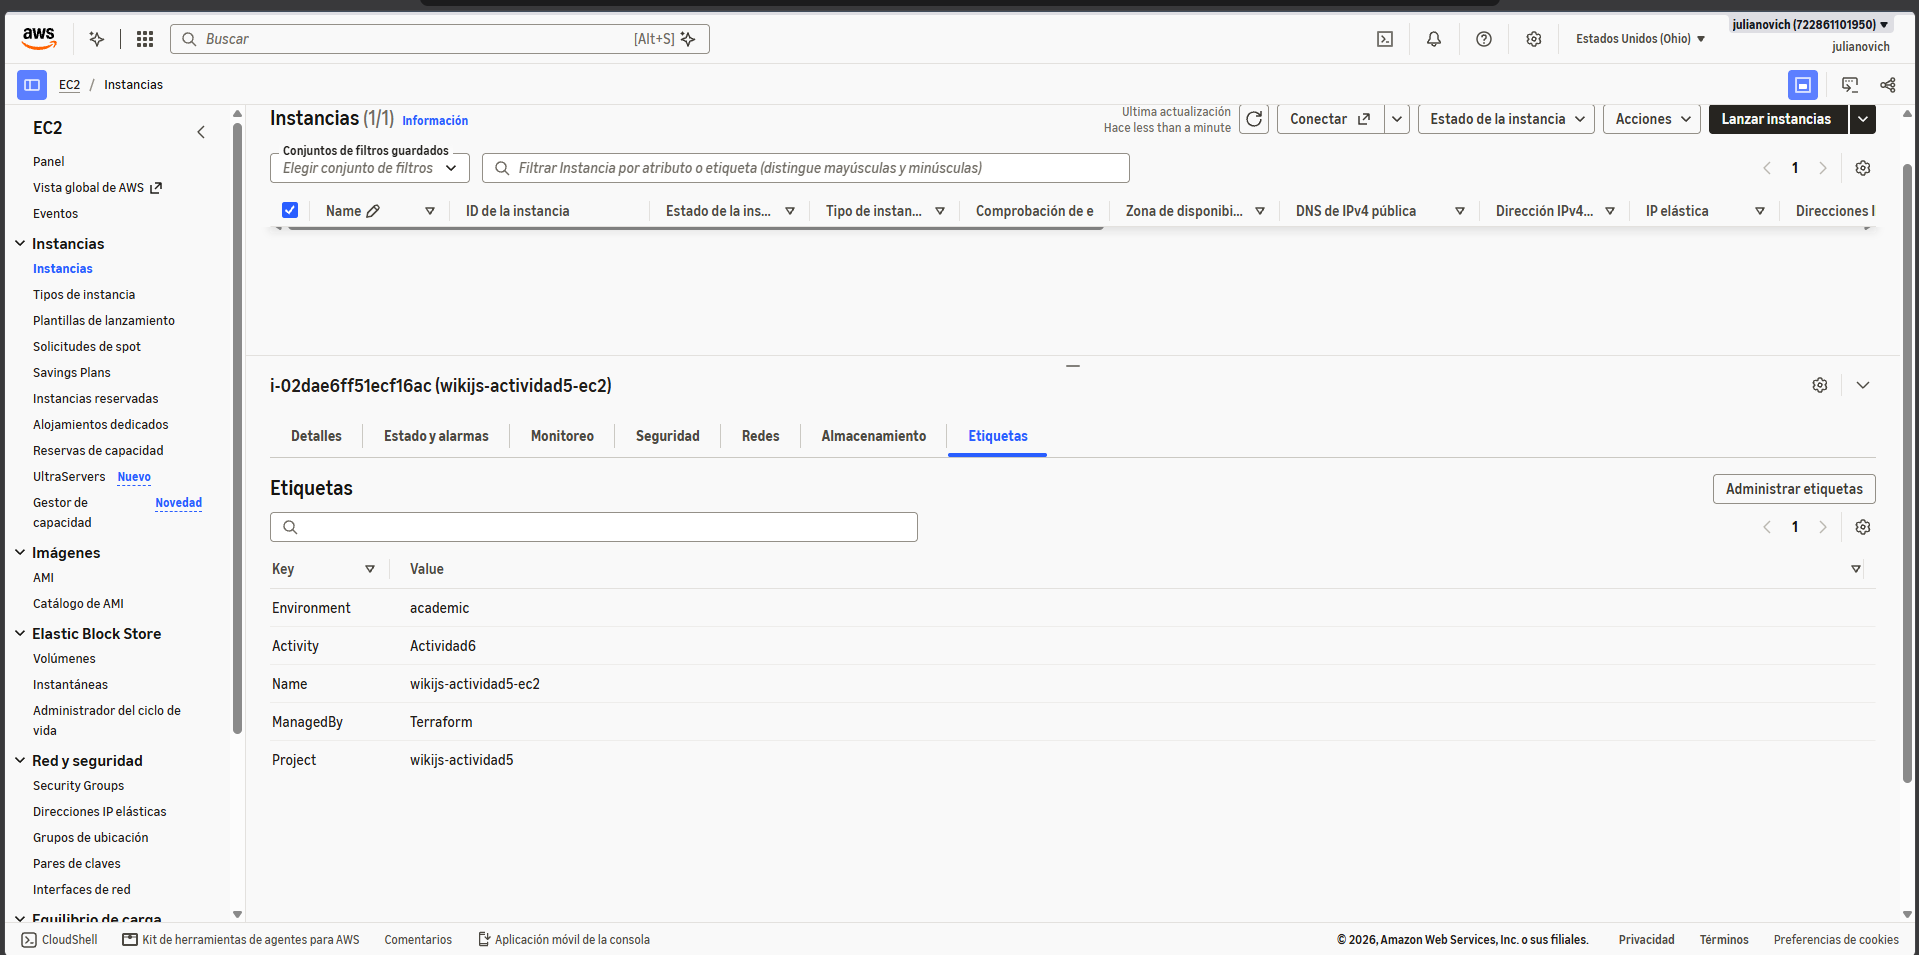 aws
Buscar [Alt+S]
Estados Unidos (Ohio)
julianovich (722861101950)
julianovich
EC2 / Instancias
EC2
Panel
Vista global de AWS
Eventos
Instancias
Instancias
Tipos de instancia
Plantillas de lanzamiento
Solicitudes de spot
Savings Plans
Instancias reservadas
Alojamientos dedicados
Reservas de capacidad
UltraServers Nuevo
Gestor de Novedad
capacidad
Imágenes
AMI
Catálogo de AMI
Elastic Block Store
Volúmenes
Instantáneas
Administrador del ciclo de
vida
Red y seguridad
Security Groups
Direcciones IP elásticas
Grupos de ubicación
Pares de claves
Interfaces de red
Equilibrio de carga
Instancias (1/1) Información
Ultima actualización
Hace less than a minute
Conectar
Estado de la instancia
Acciones
Lanzar instancias
Conjuntos de filtros guardados
Elegir conjunto de filtros
Filtrar Instancia por atributo o etiqueta (distingue mayúsculas y minúsculas)
1
Name ID de la instancia Estado de la ins... Tipo de instan... Comprobación de e Zona de disponibi... DNS de IPv4 pública Dirección IPv4... IP elástica Direcciones I
i-02dae6ff51ecf16ac (wikijs-actividad5-ec2)
Detalles Estado y alarmas Monitoreo Seguridad Redes Almacenamiento Etiquetas
Etiquetas
Administrar etiquetas
1
Key Value
Environment academic
Activity Actividad6
Name wikijs-actividad5-ec2
ManagedBy Terraform
Project wikijs-actividad5
CloudShell Kit de herramientas de agentes para AWS Comentarios Aplicación móvil de la consola
© 2026, Amazon Web Services, Inc. o sus filiales. Privacidad Términos Preferencias de cookies